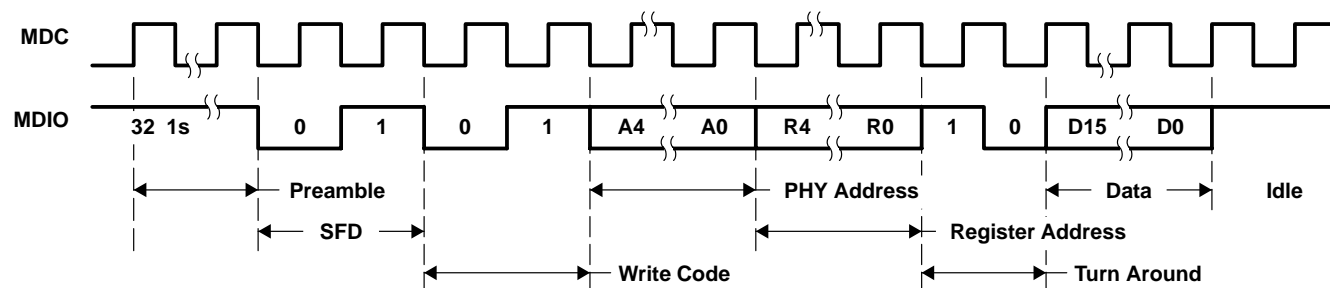 MDC
MDIO
32 1s 0 1 0 1 A4 A0 R4 R0 1 0 D15 D0
Preamble PHY Address Data Idle
SFD Register Address
Write Code Turn Around